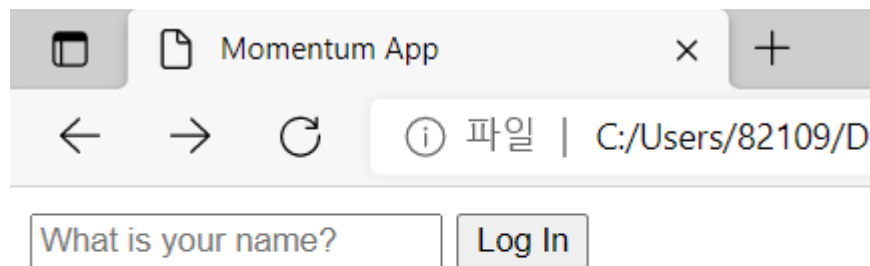 Momentum App
파일 | C:/Users/82109/D
What is your name? Log In